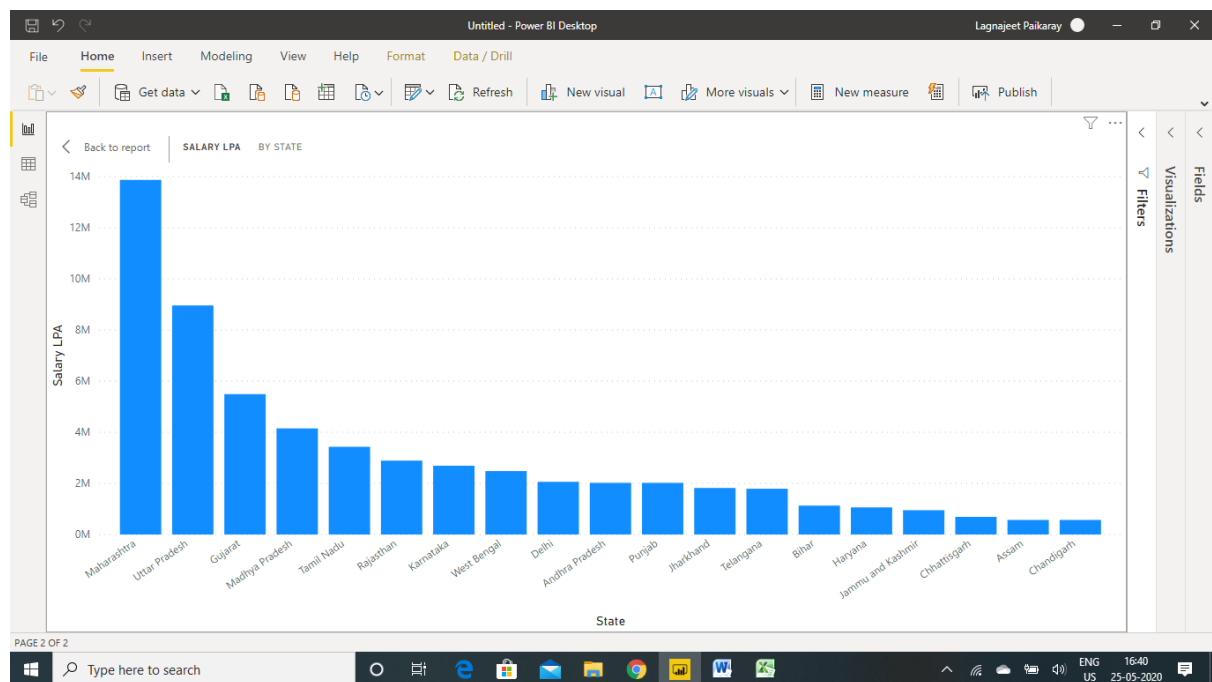 Untitled - Power BI Desktop
Lagnajeet Paikaray
File Home Insert Modeling View Help Format Data / Drill
Get data Refresh New visual More visuals New measure Publish
Back to report SALARY LPA BY STATE
14M
12M
10M
8M
6M
4M
2M
0M
Salary LPA
Maharashtra
Uttar Pradesh
Gujarat
Madhya Pradesh
Tamil Nadu
Rajasthan
Karnataka
West Bengal
Delhi
Andhra Pradesh
Punjab
Jharkhand
Telangana
Bihar
Haryana
Jammu and Kashmir
Chhattisgarh
Assam
Chandigarh
State
Filters
Visualizations
Fields
PAGE 2 OF 2
Type here to search
ENG
US
16:40
25-05-2020